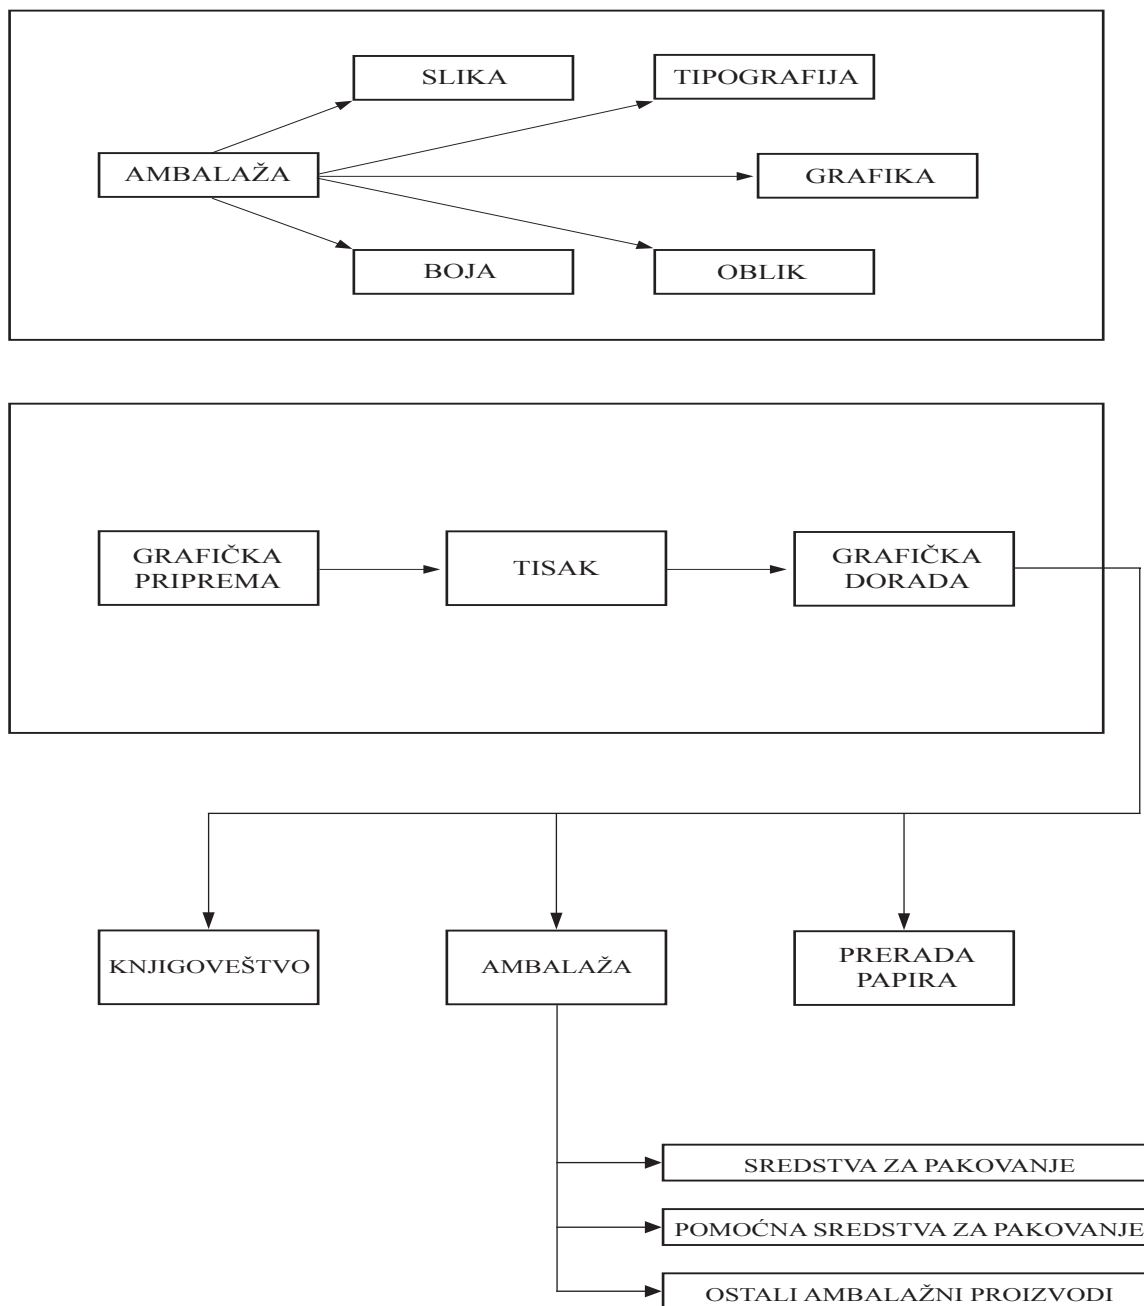 SLIKA
TIPOGRAFIJA
AMBALAŽA
GRAFIKA
BOJA
OBLIK
GRAFIČKA
PRIPREMA
TISAK
GRAFIČKA
DORADA
KNJIGOVEŠTVO
AMBALAŽA
PRERADA
PAPIRA
SREDSTVA ZA PAKOVANJE
POMOĆNA SREDSTVA ZA PAKOVANJE
OSTALI AMBALAŽNI PROIZVODI